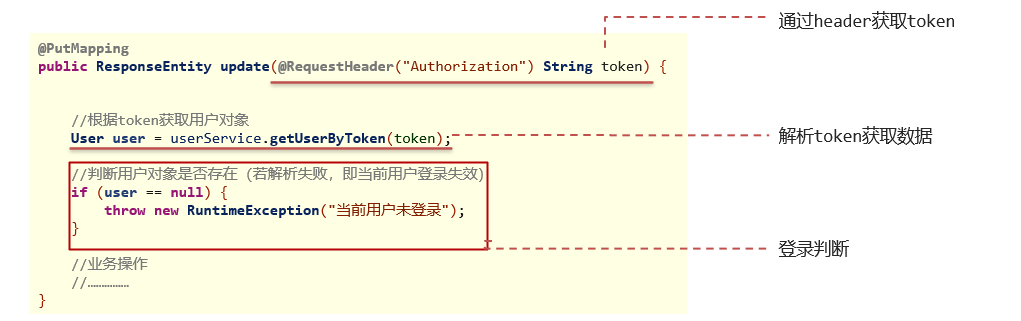 通过header获取token
@PutMapping
public ResponseEntity update(@RequestHeader("Authorization") String token) {
//根据token获取用户对象
User user = userService.getUserByToken(token);
解析token获取数据
//判断用户对象是否存在（若解析失败，即当前用户登录失效）
if (user == null) {
throw new RuntimeException("当前用户未登录");
}
登录判断
//业务操作
//……………
}